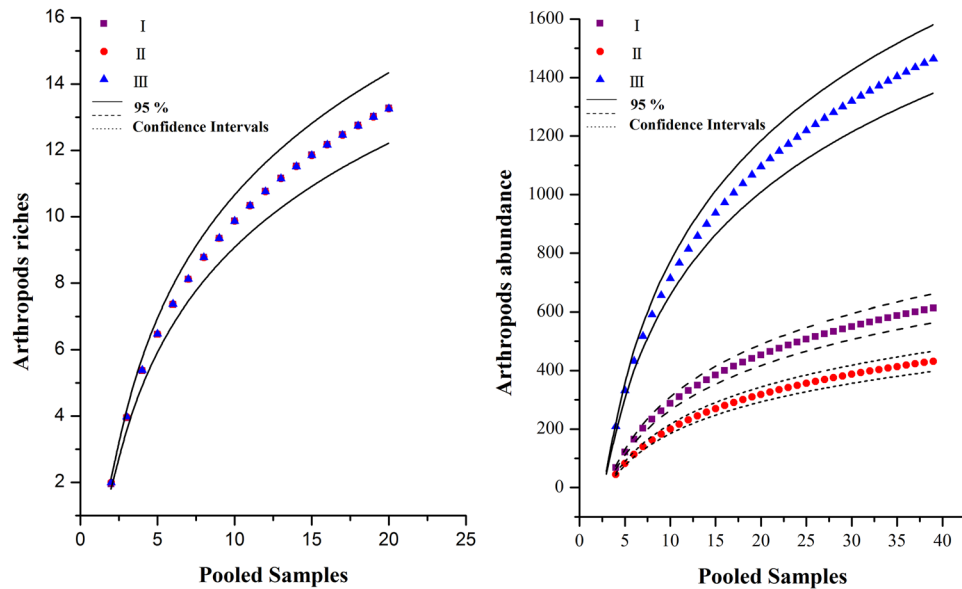 16
14
12
10
8
6
4
2
Arthropods riches
I
II
III
95 %
Confidence Intervals
0
5
10
15
20
25
Pooled Samples
1600
1400
1200
1000
800
600
400
200
0
Arthropods abundance
I
II
III
95 %
Confidence Intervals
0
5
10
15
20
25
30
35
40
Pooled Samples